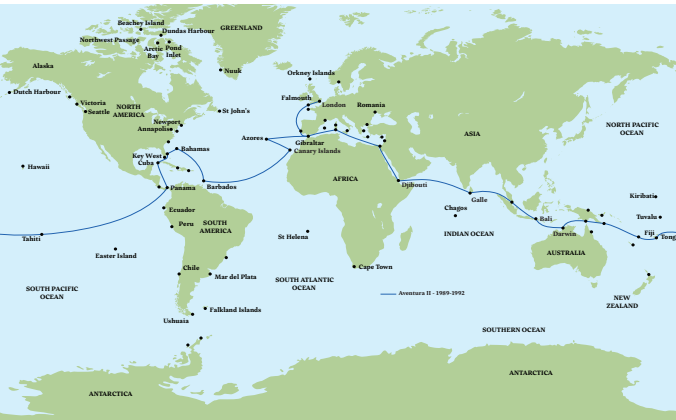 Beachey Island
Dundas Harbour
GREENLAND
Northwest Passage
Arctic
Bay
Pond
Inlet
Alaska
Nuuk
Orkney Islands
Dutch Harbour
Falmouth
London
Romania
Victoria
Seattle
NORTH
AMERICA
St John's
Newport
Annapolis
Azores
Gibraltar
Canary Islands
ASIA
NORTH PACIFIC
OCEAN
Key West
Cuba
Bahamas
Hawaii
Panama
Barbados
AFRICA
Djibouti
Galle
Kiribati
Ecuador
Peru
SOUTH
AMERICA
Chagos
Tuvalu
Bali
Tahiti
St Helena
INDIAN OCEAN
Darwin
Fiji
Tong
Easter Island
AUSTRALIA
Chile
Mar del Plata
Cape Town
SOUTH PACIFIC
OCEAN
SOUTH ATLANTIC
OCEAN
Aventura II - 1989-1992
NEW
ZEALAND
Falkland Islands
Ushuaia
SOUTHERN OCEAN
ANTARCTICA
ANTARCTICA